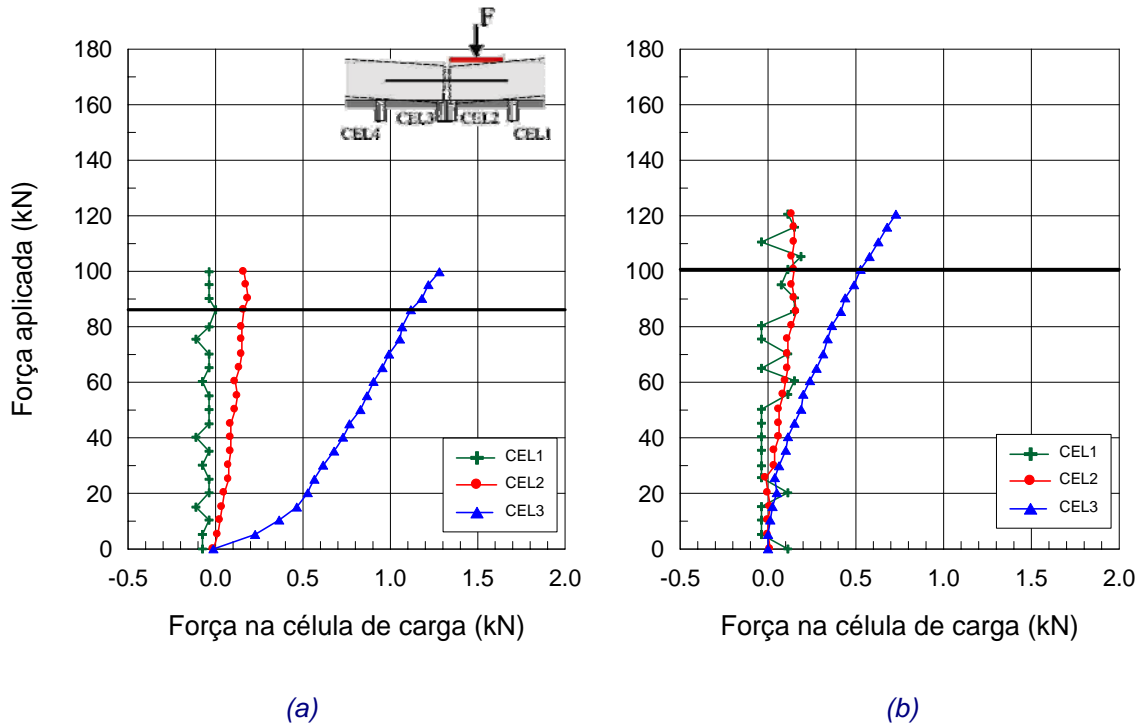 F
CEL4
CEL3
CEL2
CEL1
Força aplicada (kN)
180
160
140
120
100
80
60
40
20
0
-0.5
0.0
0.5
1.0
1.5
2.0
CEL1
CEL2
CEL3
Força na célula de carga (kN)
(a)
180
160
140
120
100
80
60
40
20
0
-0.5
0.0
0.5
1.0
1.5
2.0
CEL1
CEL2
CEL3
Força na célula de carga (kN)
(b)